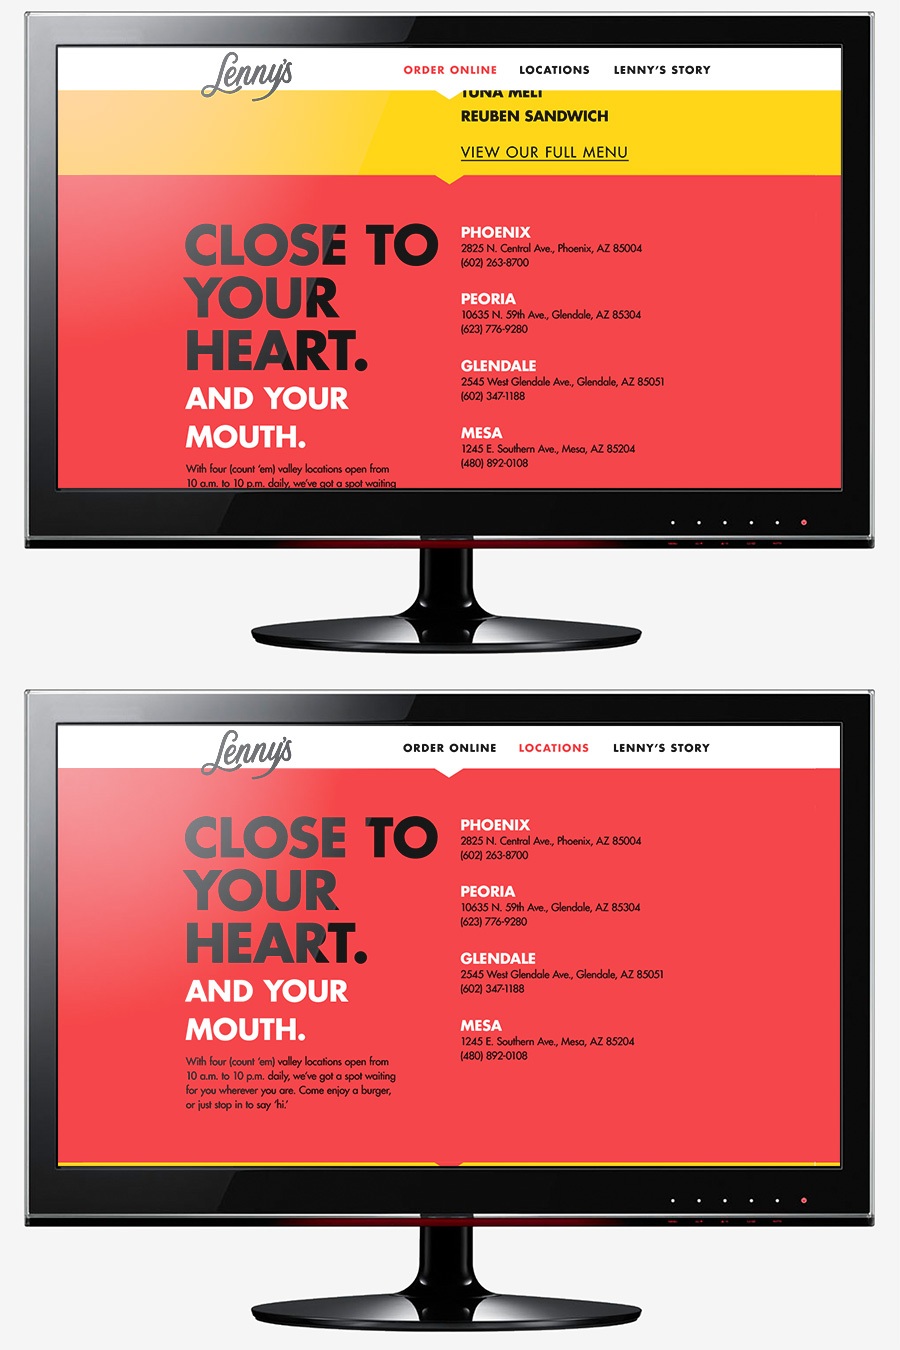 Lenny's
ORDER ONLINE
LOCATIONS
LENNY'S STORY
TUNA MELT
REUBEN SANDWICH
VIEW OUR FULL MENU
CLOSE TO
YOUR
HEART.
AND YOUR
MOUTH.
With four (count 'em) valley locations open from
10 a.m. to 10 p.m. daily, we've got a spot waiting
PHOENIX
2825 N. Central Ave., Phoenix, AZ 85004
(602) 263-8700
PEORIA
10635 N. 59th Ave., Glendale, AZ 85304
(623) 776-9280
GLENDALE
2545 West Glendale Ave., Glendale, AZ 85051
(602) 347-1188
MESA
1245 E. Southern Ave., Mesa, AZ 85204
(480) 892-0108
Lenny's
ORDER ONLINE
LOCATIONS
LENNY'S STORY
CLOSE TO
YOUR
HEART.
AND YOUR
MOUTH.
With four (count 'em) valley locations open from
10 a.m. to 10 p.m. daily, we've got a spot waiting
for you wherever you are. Come enjoy a burger,
or just stop in to say 'hi.'
PHOENIX
2825 N. Central Ave., Phoenix, AZ 85004
(602) 263-8700
PEORIA
10635 N. 59th Ave., Glendale, AZ 85304
(623) 776-9280
GLENDALE
2545 West Glendale Ave., Glendale, AZ 85051
(602) 347-1188
MESA
1245 E. Southern Ave., Mesa, AZ 85204
(480) 892-0108